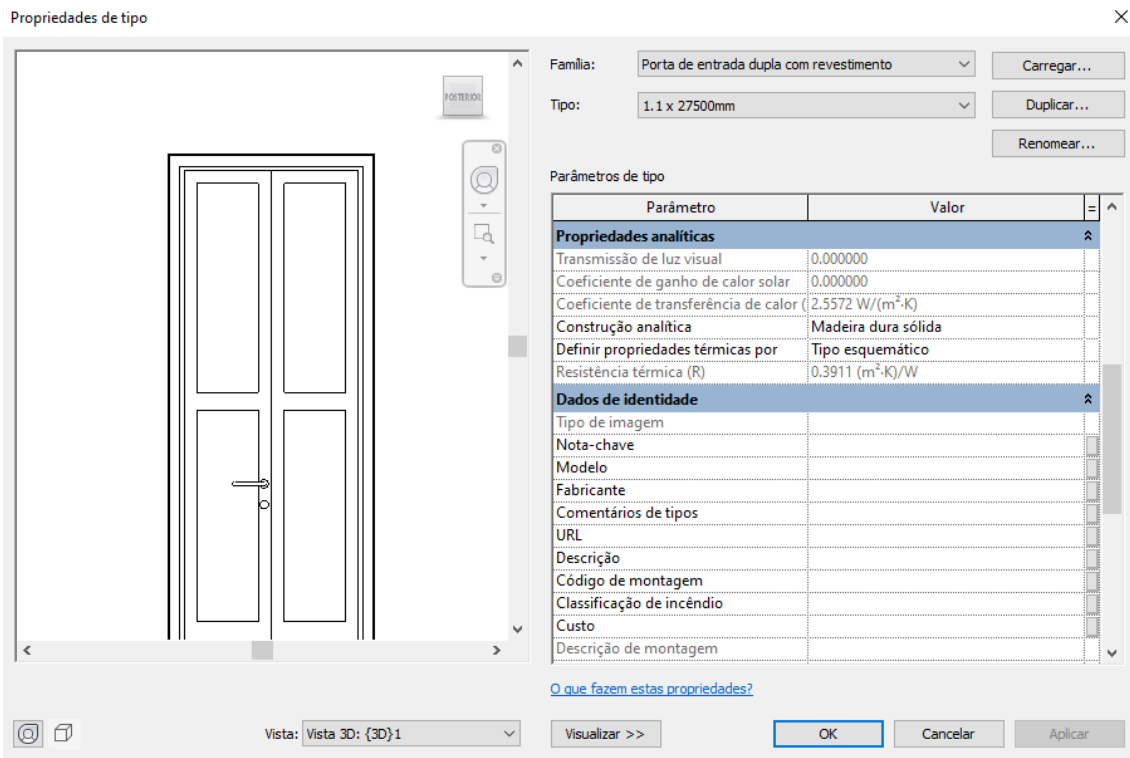 Propriedades de tipo
POSTERIOR
Família: Porta de entrada dupla com revestimento Carregar...
Tipo: 1.1 x 27500mm Duplicar...
Renomear...
Parâmetros de tipo
Parâmetro Valor =
Propriedades analíticas
Transmissão de luz visual 0.000000
Coeficiente de ganho de calor solar 0.000000
Coeficiente de transferência de calor ( 2.5572 W/(m²·K)
Construção analítica Madeira dura sólida
Definir propriedades térmicas por Tipo esquemático
Resistência térmica (R) 0.3911 (m²·K)/W
Dados de identidade
Tipo de imagem
Nota-chave
Modelo
Fabricante
Comentários de tipos
URL
Descrição
Código de montagem
Classificação de incêndio
Custo
Descrição de montagem
O que fazem estas propriedades?
Vista: Vista 3D: {3D}1 Visualizar >> OK Cancelar Aplicar